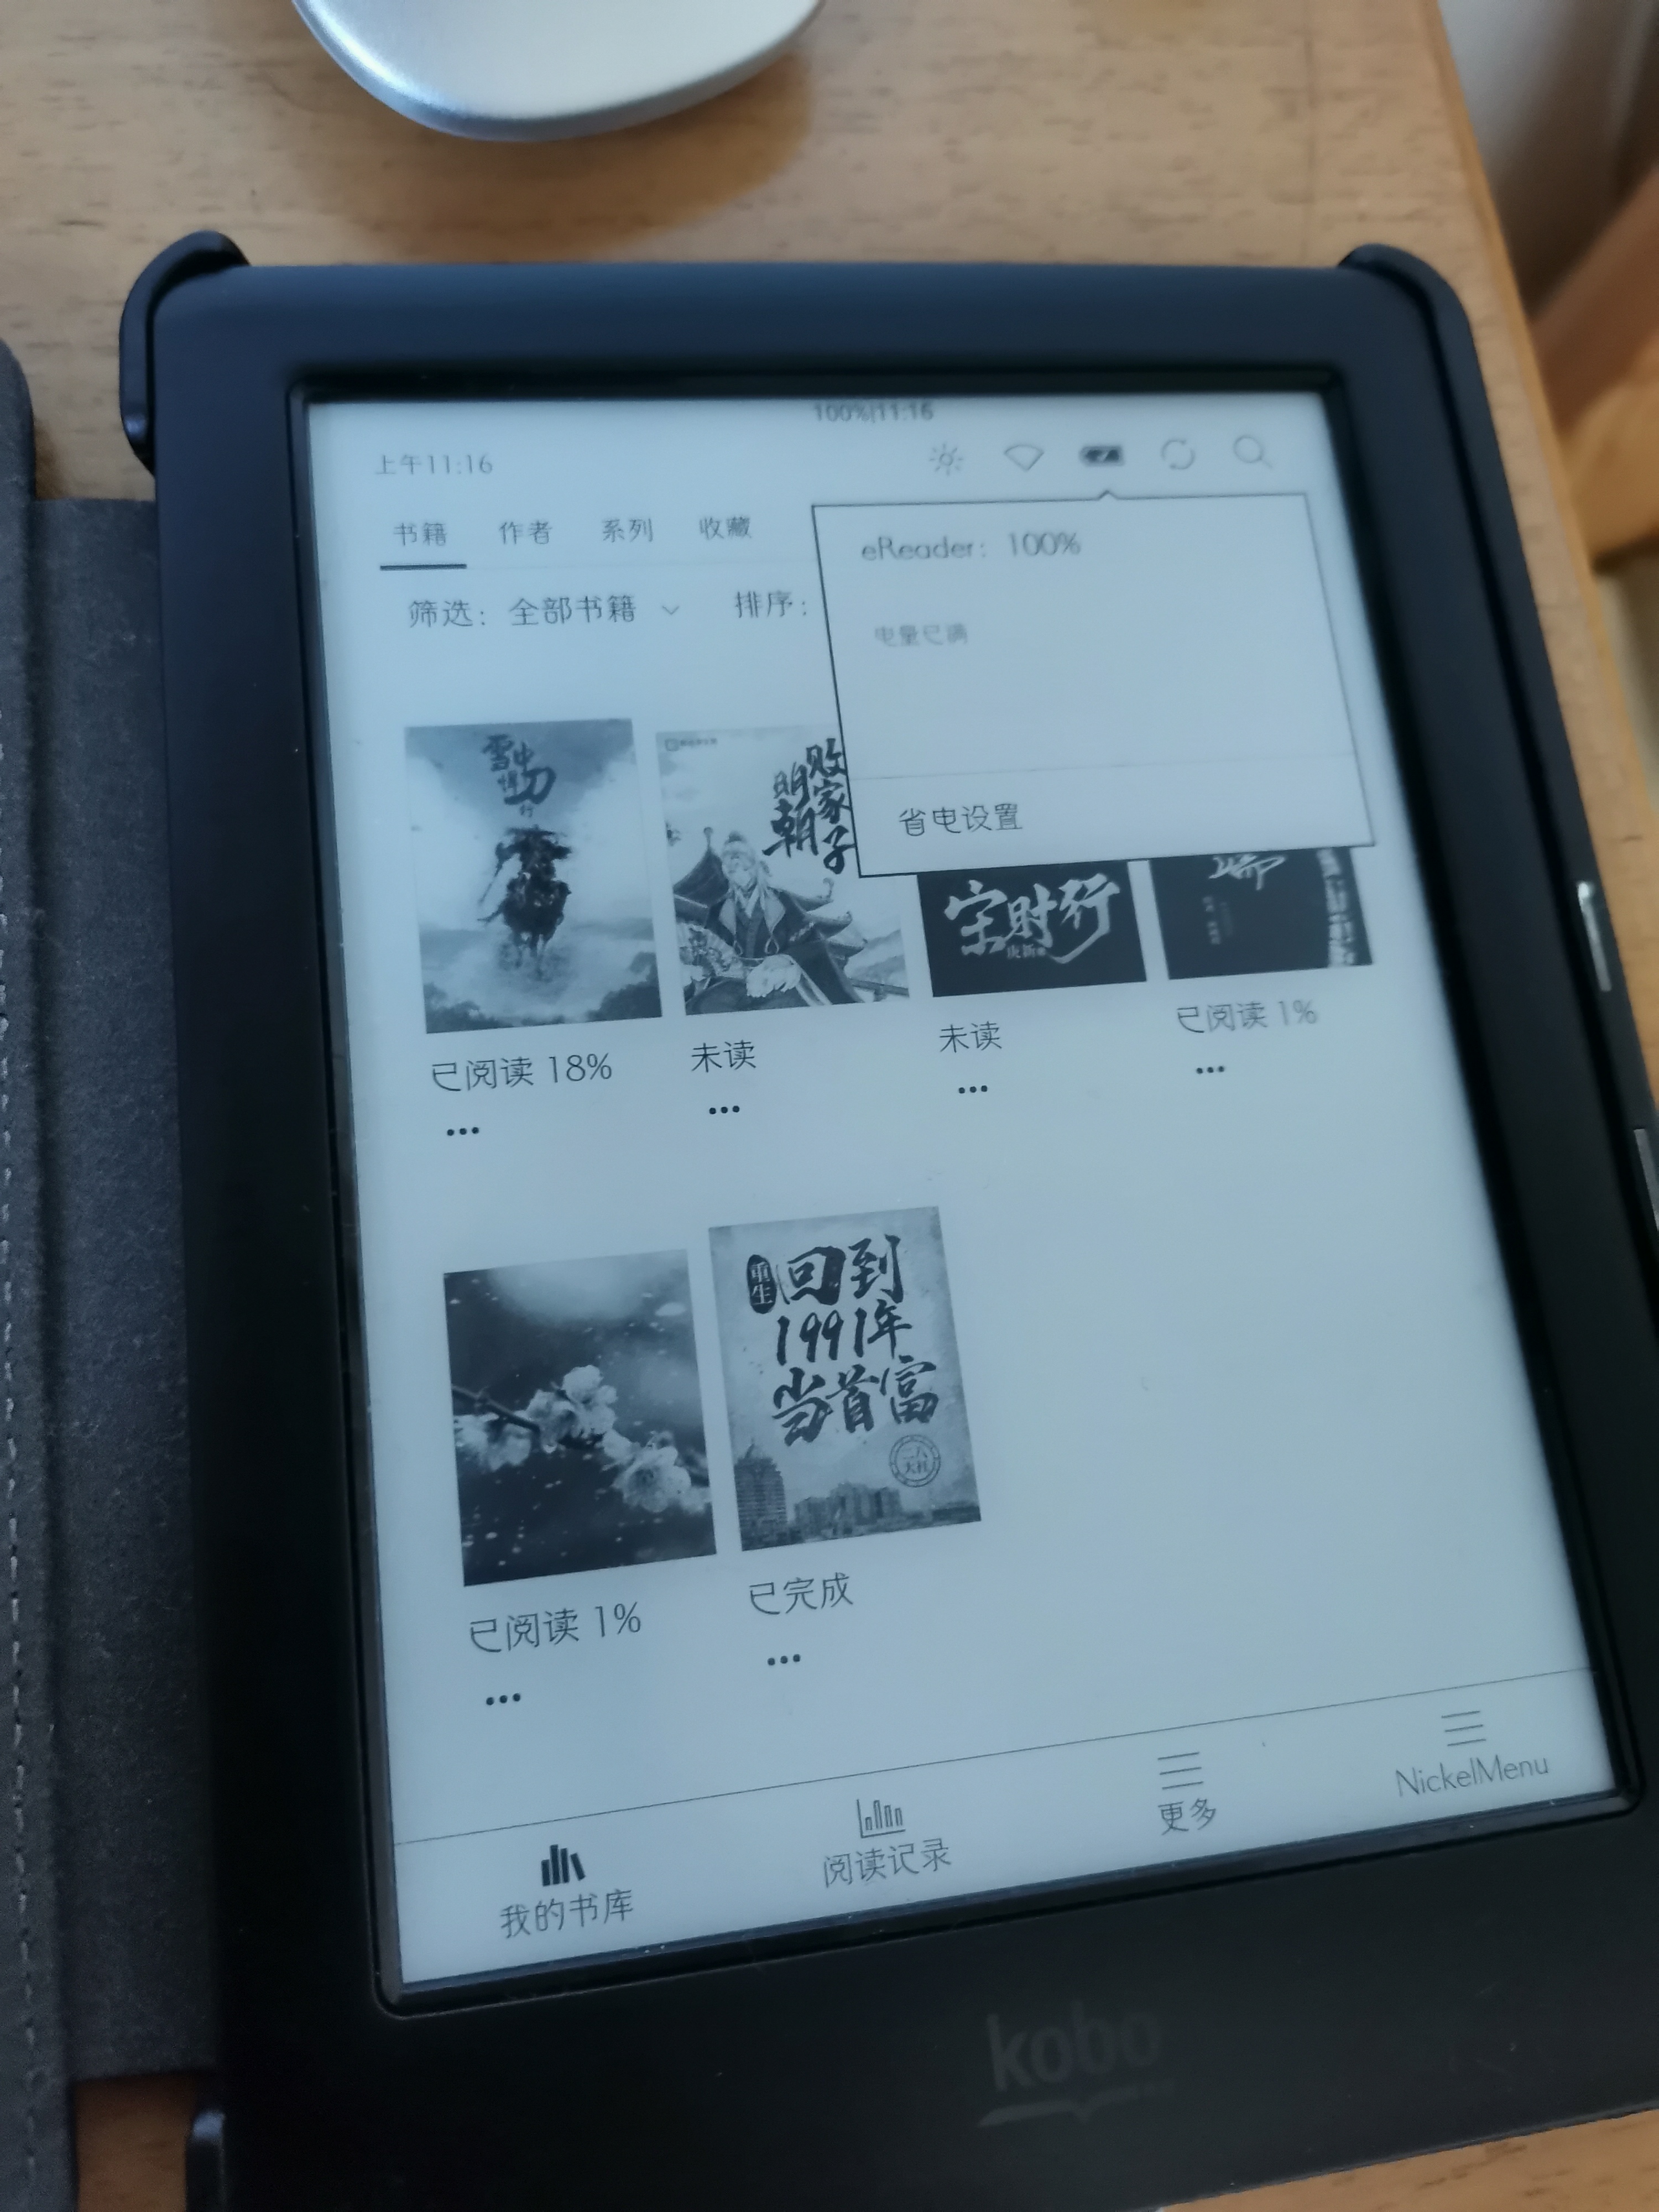 100%|11:16
上午11:16
书籍 作者 系列 收藏
eReader: 100%
筛选: 全部书籍 排序:
电量已满
省电设置
雪中悍刀行
明朝败家子
宋时行
庚新
已阅读 18%
未读
未读
已阅读 1%
重生
回到
1991年
当首富
已阅读 1%
已完成
我的书库
阅读记录
更多
NickelMenu
kobo